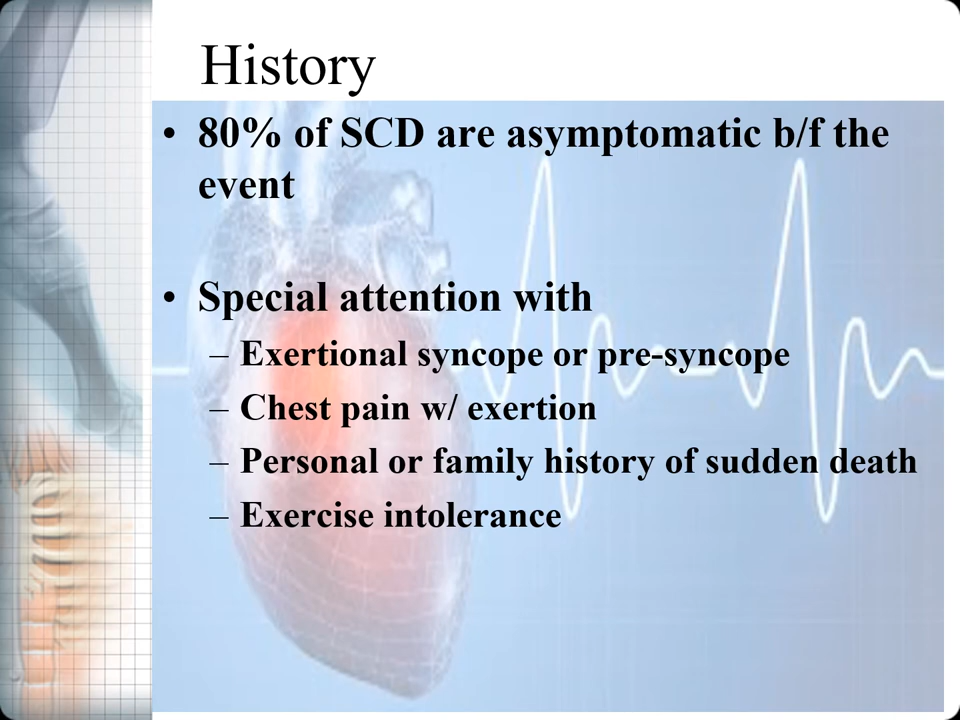 History
• 80% of SCD are asymptomatic b/f the
event
• Special attention with
– Exertional syncope or pre-syncope
– Chest pain w/ exertion
– Personal or family history of sudden death
– Exercise intolerance